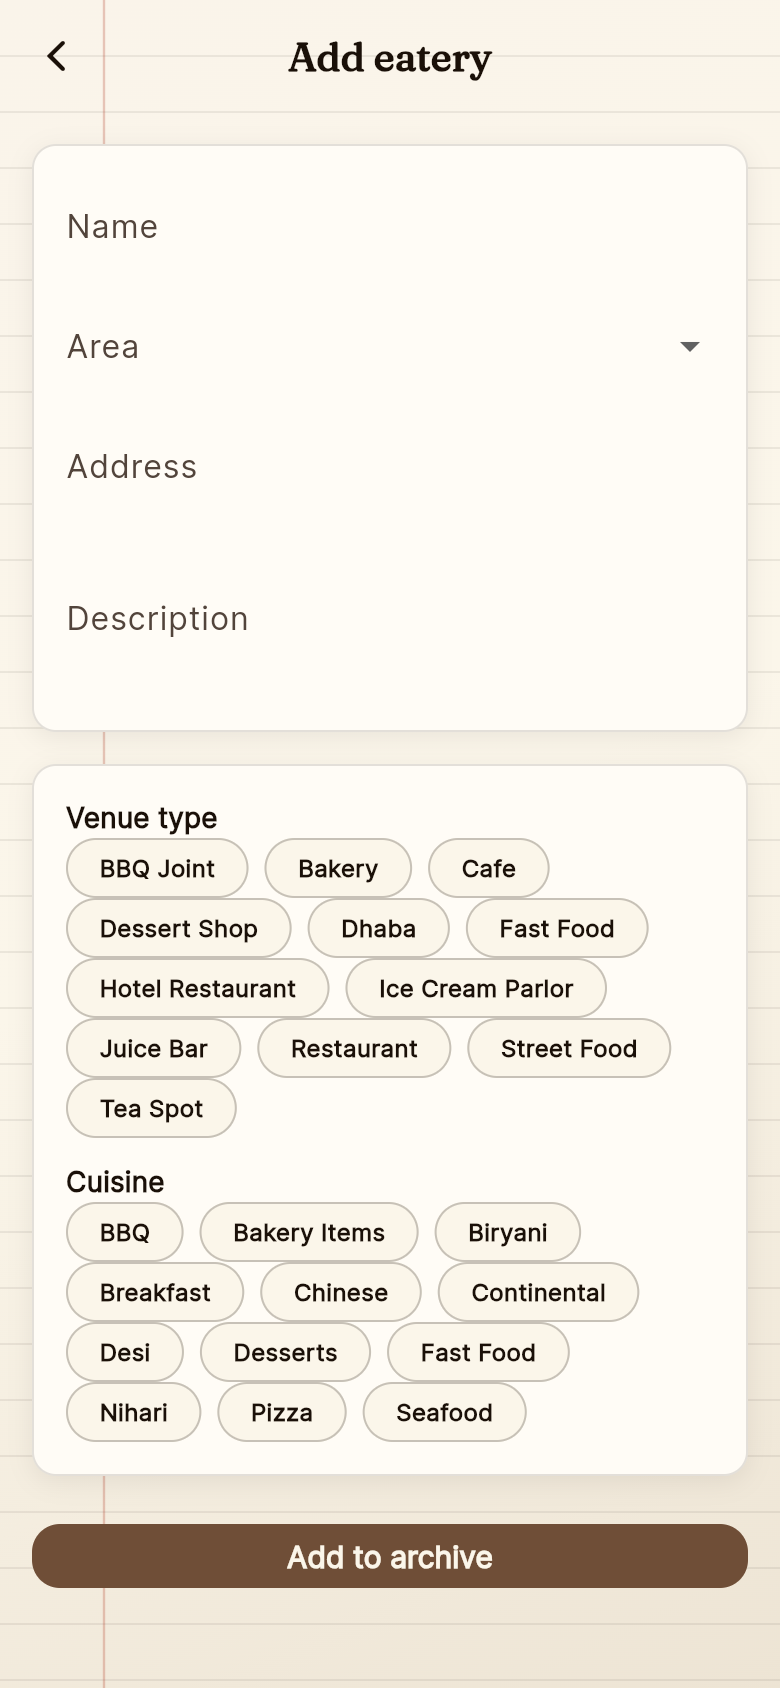 Add eatery
Name
Area
Address
Description
Venue type
BBQ Joint Bakery Cafe
Dessert Shop Dhaba Fast Food
Hotel Restaurant Ice Cream Parlor
Juice Bar Restaurant Street Food
Tea Spot
Cuisine
BBQ Bakery Items Biryani
Breakfast Chinese Continental
Desi Desserts Fast Food
Nihari Pizza Seafood
Add to archive